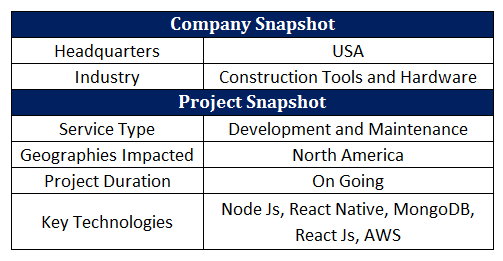 Company Snapshot
Headquarters USA
Industry Construction Tools and Hardware
Project Snapshot
Service Type Development and Maintenance
Geographies Impacted North America
Project Duration On Going
Key Technologies Node Js, React Native, MongoDB,
React Js, AWS